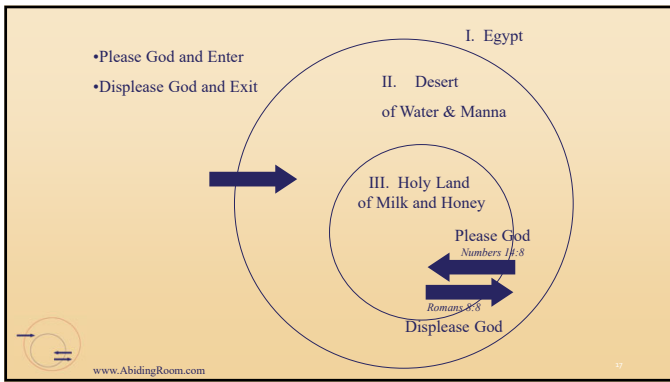 I. Egypt
•Please God and Enter
•Displease God and Exit
II. Desert
of Water & Manna
III. Holy Land
of Milk and Honey
Please God
Numbers 14:8
Romans 8:8
Displease God
www.AbidingRoom.com
17